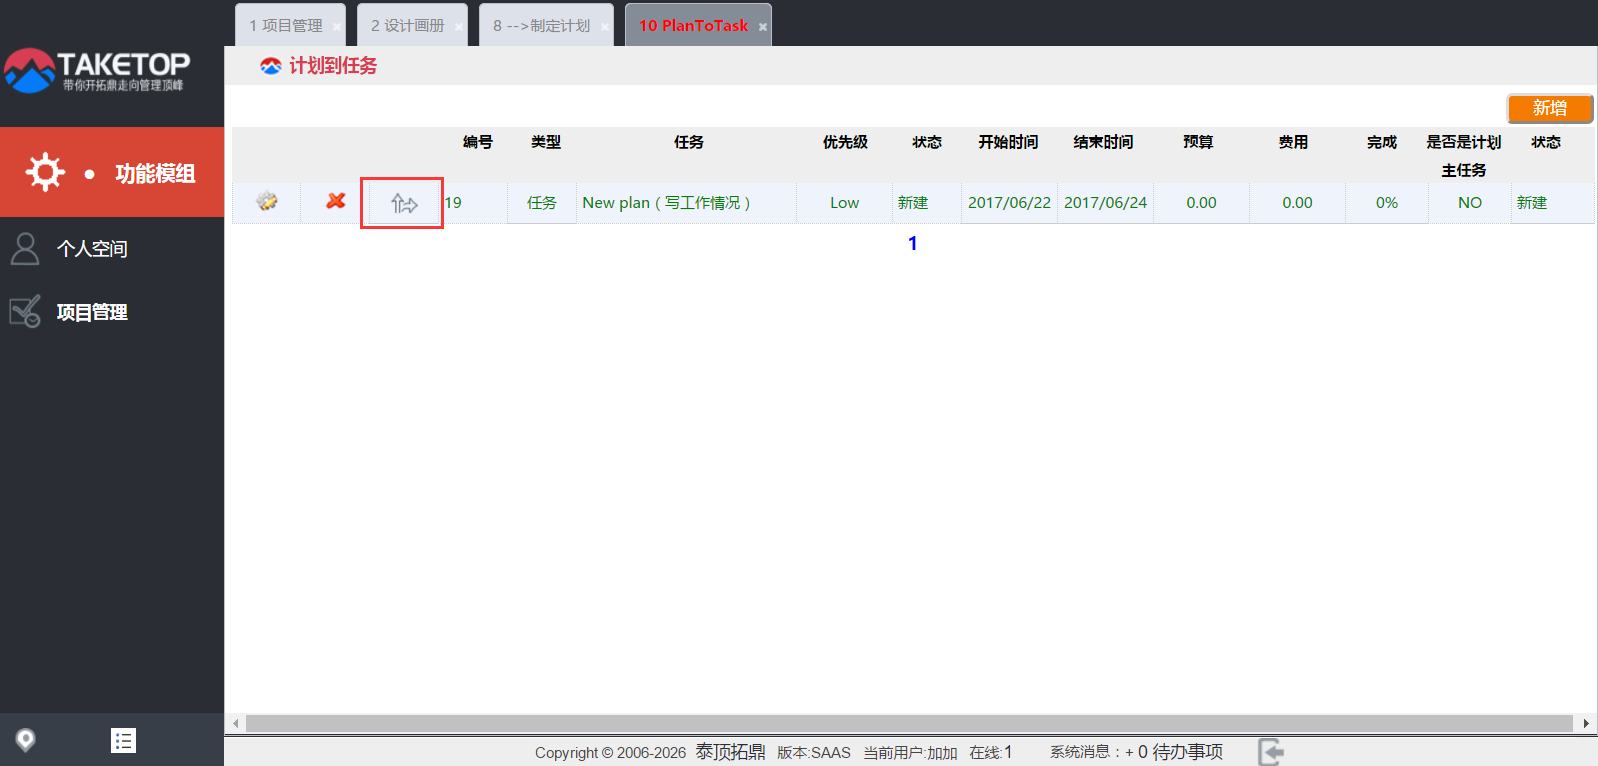 1 项目管理 ×
2 设计画册 ×
8 -->制定计划 ×
10 PlanToTask ×
TAKETOP
带你开拓鼎走向管理顶峰
计划到任务
新增
功能模组
个人空间
项目管理
编号 类型 任务 优先级 状态 开始时间 结束时间 预算 费用 完成 是否是计划主任务 状态
19 任务 New plan（写工作情况） Low 新建 2017/06/22 2017/06/24 0.00 0.00 0% NO 新建
1
Copyright © 2006-2026 泰顶拓鼎 版本:SAAS 当前用户:加加 在线:1 系统消息：+ 0 待办事项